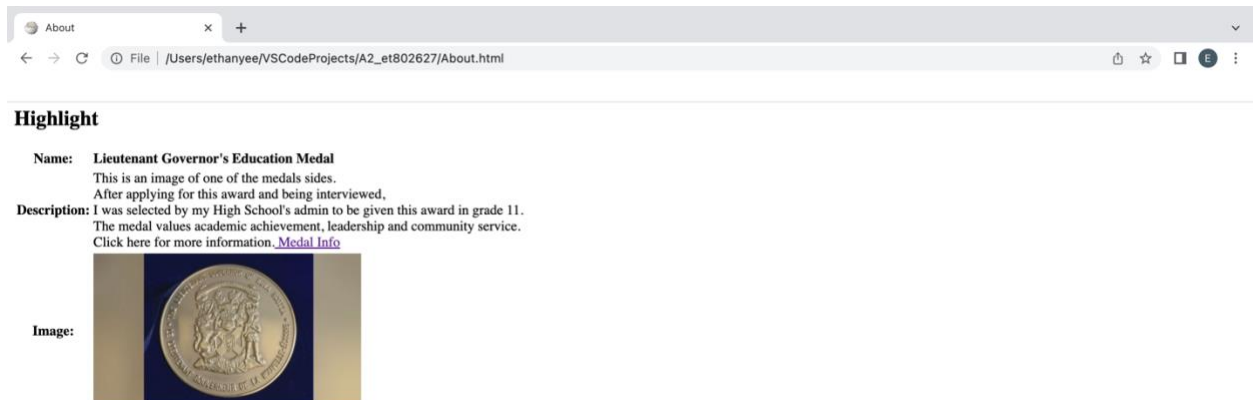 About
File | /Users/ethanyee/VSCodeProjects/A2_et802627/About.html
E
Highlight
Name: Lieutenant Governor's Education Medal
This is an image of one of the medals sides.
After applying for this award and being interviewed,
Description: I was selected by my High School's admin to be given this award in grade 11.
The medal values academic achievement, leadership and community service.
Click here for more information. Medal Info
Image: